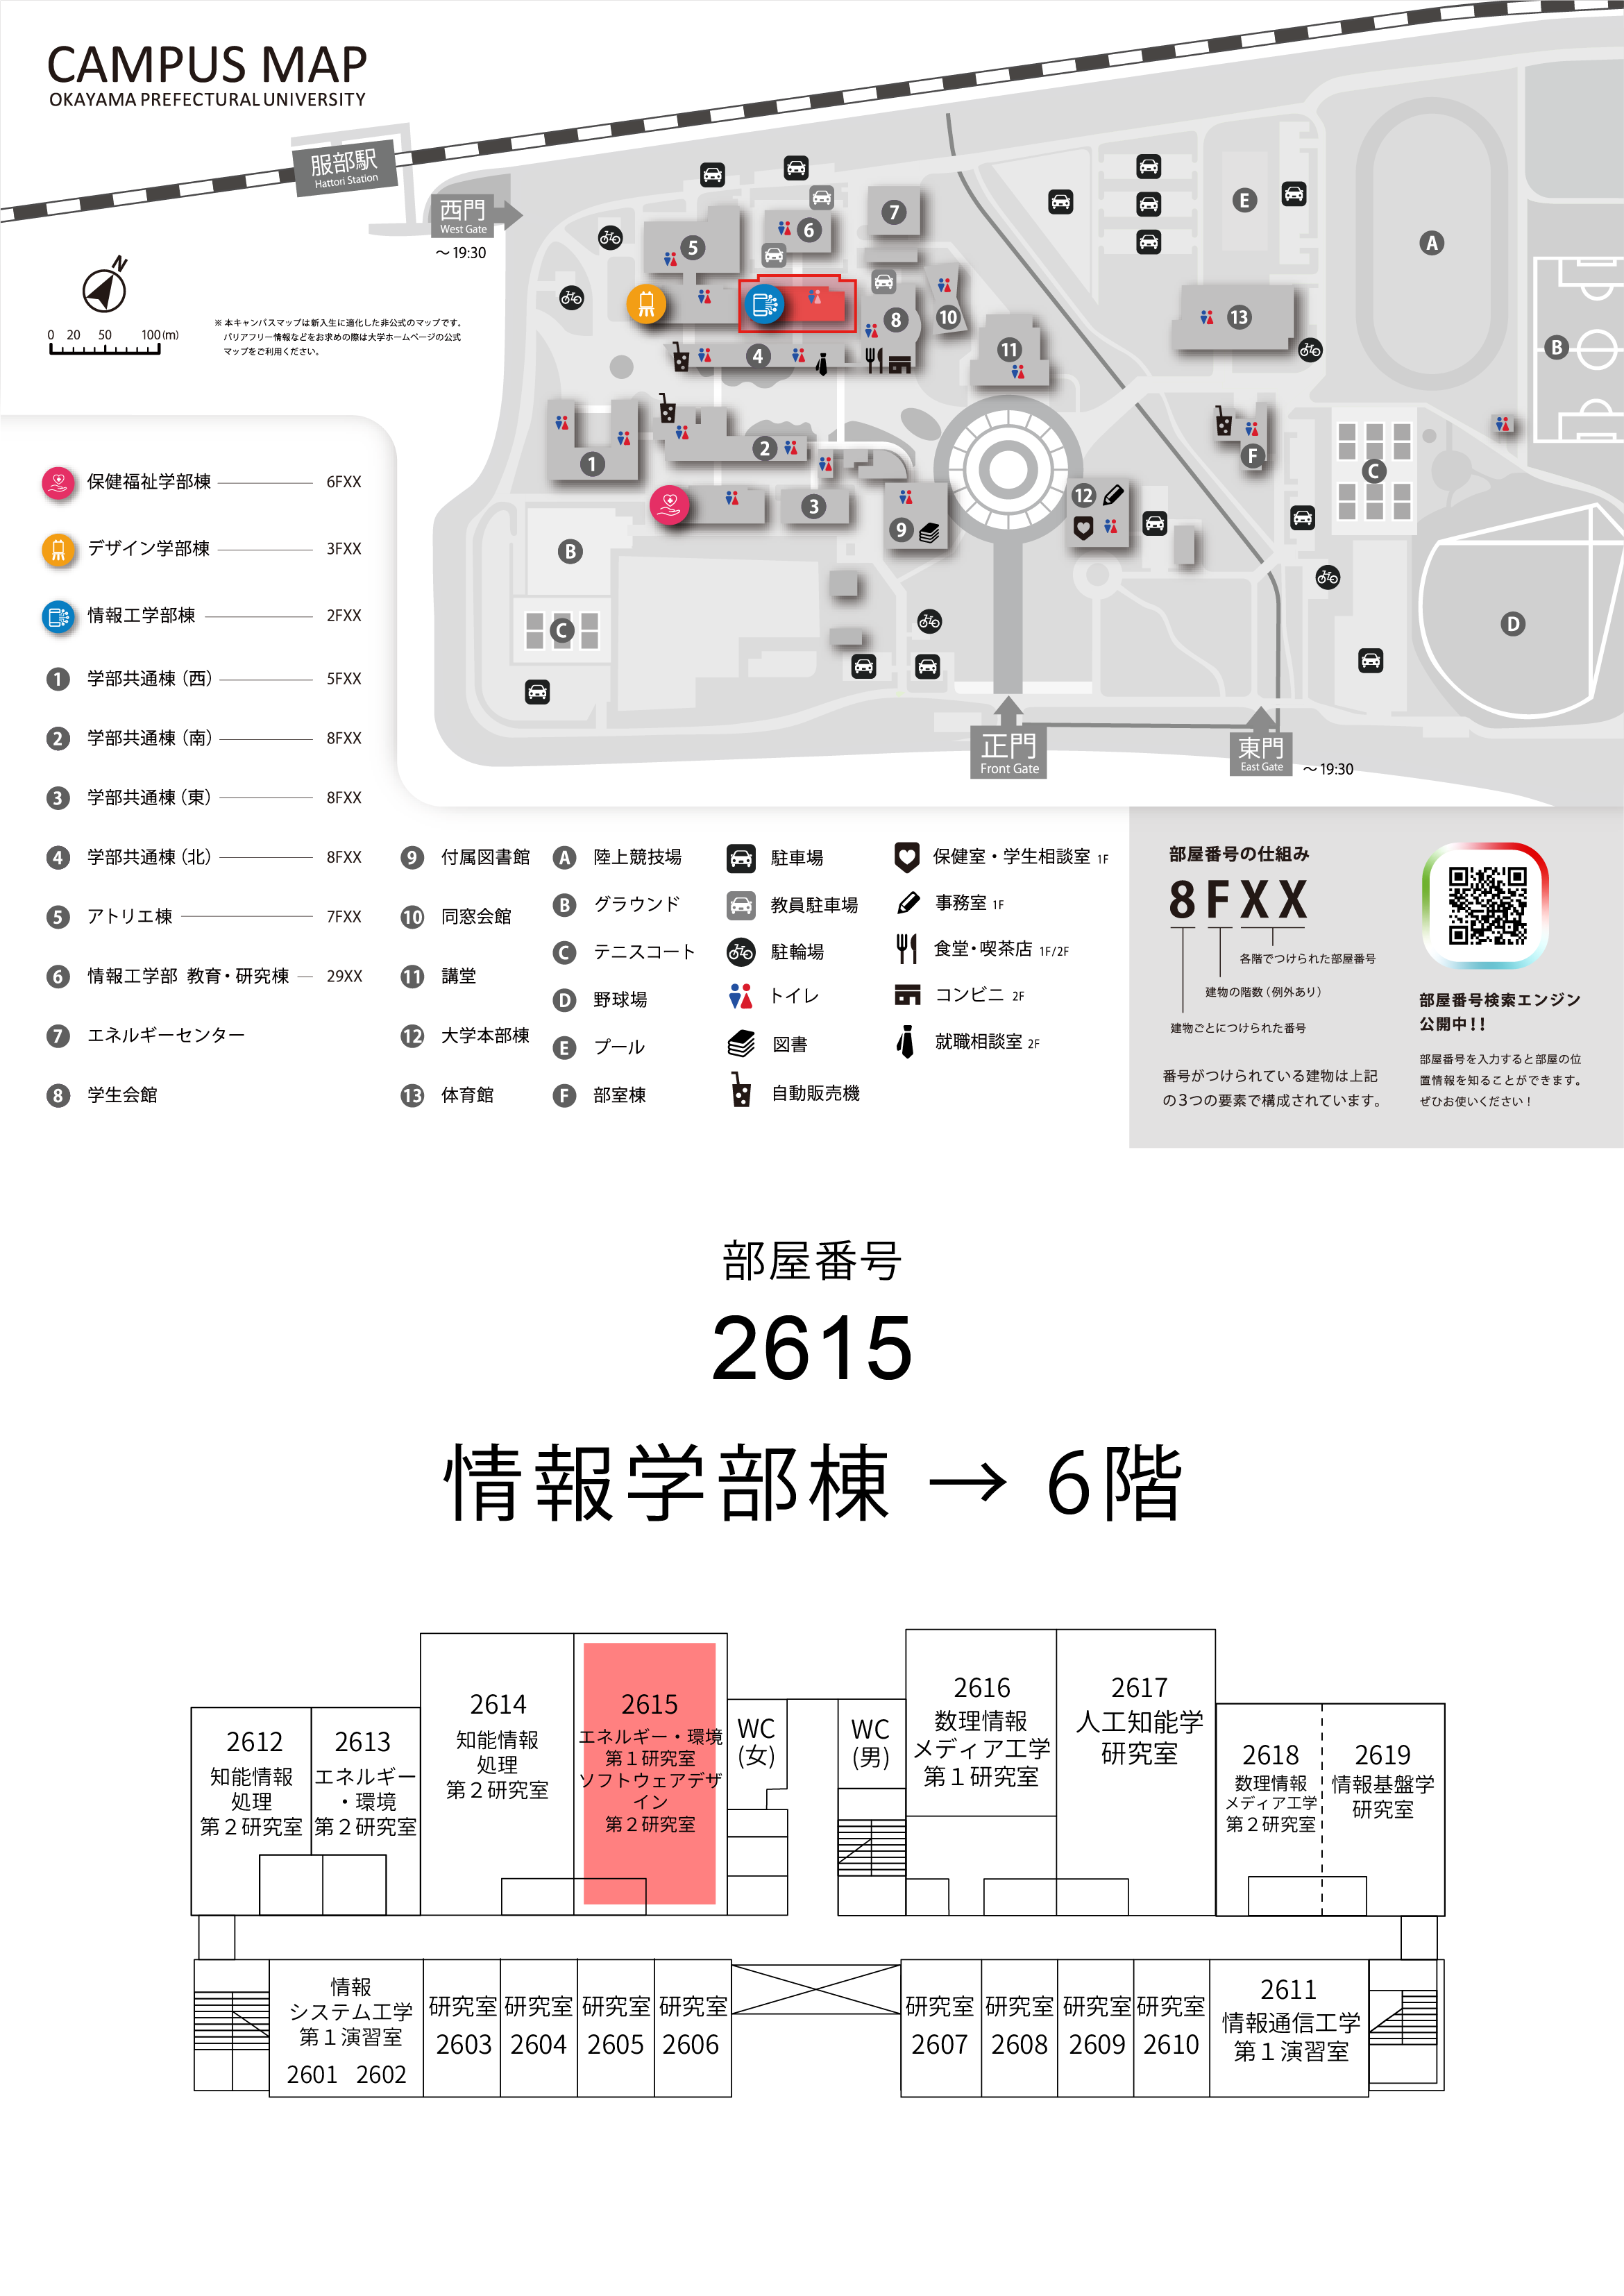 CAMPUS MAP
OKAYAMA PREFECTURAL UNIVERSITY
服部駅
Hattori Station
西門
West Gate
～19:30
N
0 20 50 100(m)
※ 本キャンパスマップは新入生に適化した非公式のマップです。
バリアフリー情報などをお求めの際は大学ホームページの公式
マップをご利用ください。
5
6
7
8
10
11
4
13
E
A
B
1
2
3
9
12
F
C
B
C
D
正門
Front Gate
東門
East Gate
～19:30
保健福祉学部棟 6FXX
デザイン学部棟 3FXX
情報工学部棟 2FXX
1 学部共通棟（西） 5FXX
2 学部共通棟（南） 8FXX
3 学部共通棟（東） 8FXX
4 学部共通棟（北） 8FXX
5 アトリエ棟 7FXX
6 情報工学部 教育・研究棟 29XX
7 エネルギーセンター
8 学生会館
9 付属図書館
10 同窓会館
11 講堂
12 大学本部棟
13 体育館
A 陸上競技場
B グラウンド
C テニスコート
D 野球場
E プール
F 部室棟
駐車場
教員駐車場
駐輪場
トイレ
図書
自動販売機
保健室・学生相談室 1F
事務室 1F
食堂・喫茶店 1F/2F
コンビニ 2F
就職相談室 2F
部屋番号の仕組み
8FXX
各階でつけられた部屋番号
建物の階数（例外あり）
建物ごとにつけられた番号
番号がつけられている建物は上記
の３つの要素で構成されています。
部屋番号検索エンジン
公開中!!
部屋番号を入力すると部屋の位
置情報を知ることができます。
ぜひお使いください！
部屋番号
2615
情報学部棟 → 6階
2612
知能情報
処理
第２研究室
2613
エネルギー
・環境
第２研究室
2614
知能情報
処理
第２研究室
2615
エネルギー・環境
第１研究室
ソフトウェアデザ
イン
第２研究室
WC
(女)
WC
(男)
2616
数理情報
メディア工学
第１研究室
2617
人工知能学
研究室
2618
数理情報
メディア工学
第２研究室
2619
情報基盤学
研究室
情報
システム工学
第１演習室
2601 2602
研究室
2603
研究室
2604
研究室
2605
研究室
2606
研究室
2607
研究室
2608
研究室
2609
研究室
2610
2611
情報通信工学
第１演習室